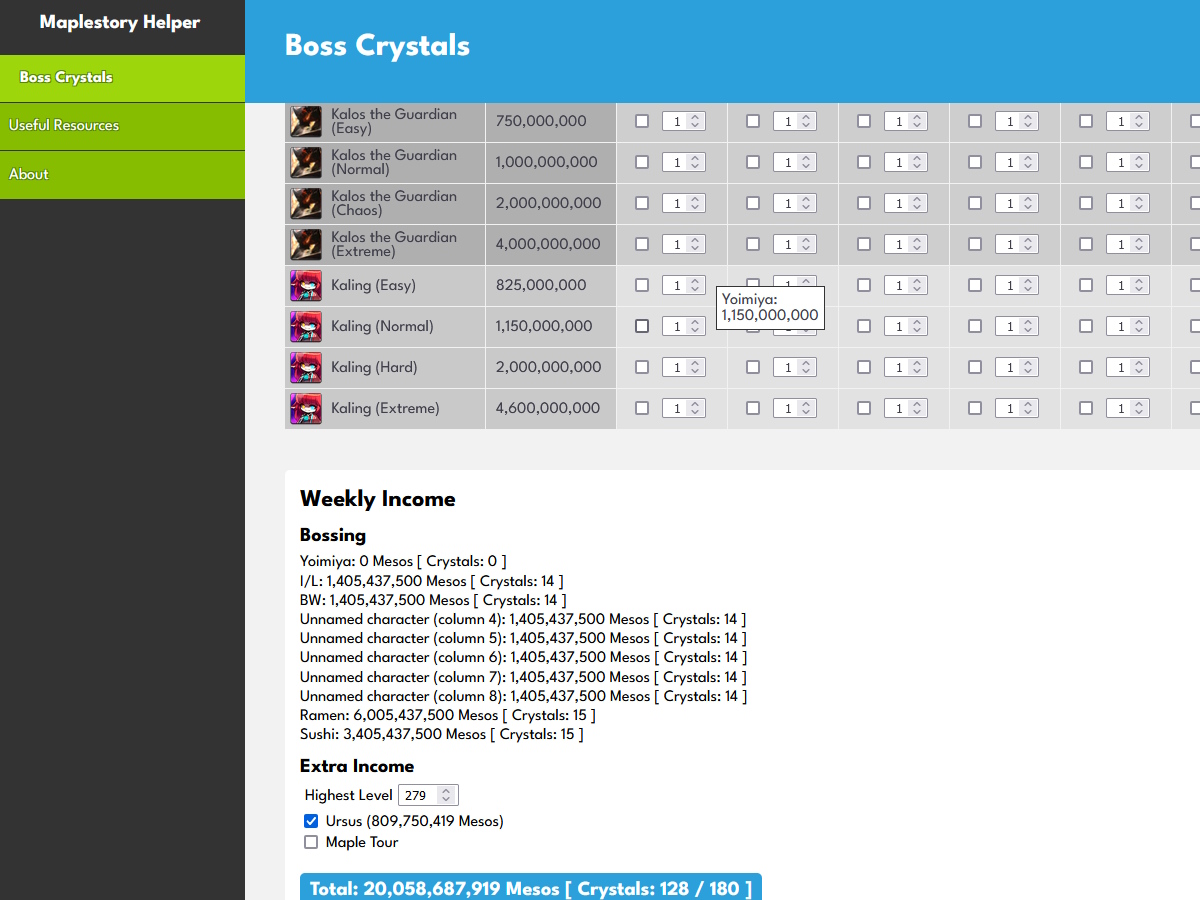 Maplestory Helper
Boss Crystals
Useful Resources
About
Boss Crystals
Kalos the Guardian
(Easy)
750,000,000
1
1
1
1
1
Kalos the Guardian
(Normal)
1,000,000,000
1
1
1
1
1
Kalos the Guardian
(Chaos)
2,000,000,000
1
1
1
1
1
Kalos the Guardian
(Extreme)
4,000,000,000
1
1
1
1
1
Kaling (Easy)
825,000,000
1
1
1
1
1
Yoimiya:
1,150,000,000
Kaling (Normal)
1,150,000,000
1
1
1
1
Kaling (Hard)
2,000,000,000
1
1
1
1
1
Kaling (Extreme)
4,600,000,000
1
1
1
1
1
Weekly Income
Bossing
Yoimiya: 0 Mesos [ Crystals: 0 ]
I/L: 1,405,437,500 Mesos [ Crystals: 14 ]
BW: 1,405,437,500 Mesos [ Crystals: 14 ]
Unnamed character (column 4): 1,405,437,500 Mesos [ Crystals: 14 ]
Unnamed character (column 5): 1,405,437,500 Mesos [ Crystals: 14 ]
Unnamed character (column 6): 1,405,437,500 Mesos [ Crystals: 14 ]
Unnamed character (column 7): 1,405,437,500 Mesos [ Crystals: 14 ]
Unnamed character (column 8): 1,405,437,500 Mesos [ Crystals: 14 ]
Ramen: 6,005,437,500 Mesos [ Crystals: 15 ]
Sushi: 3,405,437,500 Mesos [ Crystals: 15 ]
Extra Income
Highest Level 279
Ursus (809,750,419 Mesos)
Maple Tour
Total: 20,058,687,919 Mesos [ Crystals: 128 / 180 ]